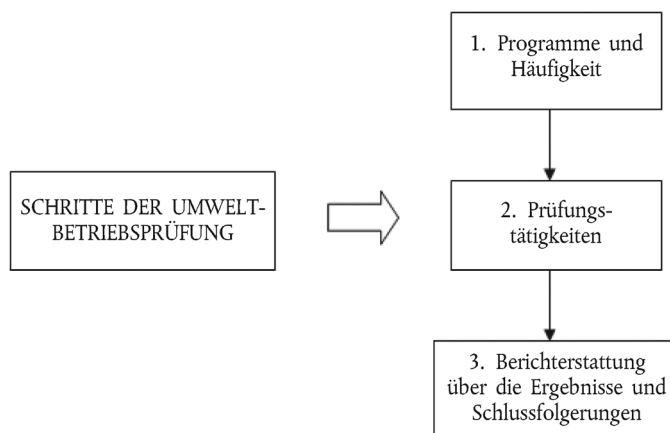 SCHRITTE DER UMWELT-
BETRIEBSPRÜFUNG
1. Programme und
Häufigkeit
2. Prüfungs-
tätigkeiten
3. Berichterstattung
über die Ergebnisse und
Schlussfolgerungen